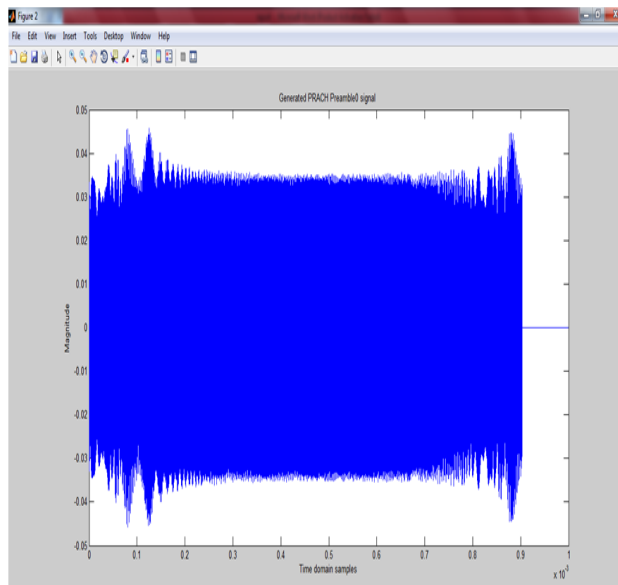 Figure 2
File Edit View Insert Tools Desktop Window Help
Generated PRACH Preamble0 signal
0.05
0.04
0.03
0.02
0.01
0
-0.01
-0.02
-0.03
-0.04
-0.05
Magnitude
0 0.1 0.2 0.3 0.4 0.5 0.6 0.7 0.8 0.9 1
Time domain samples
x 10⁻³